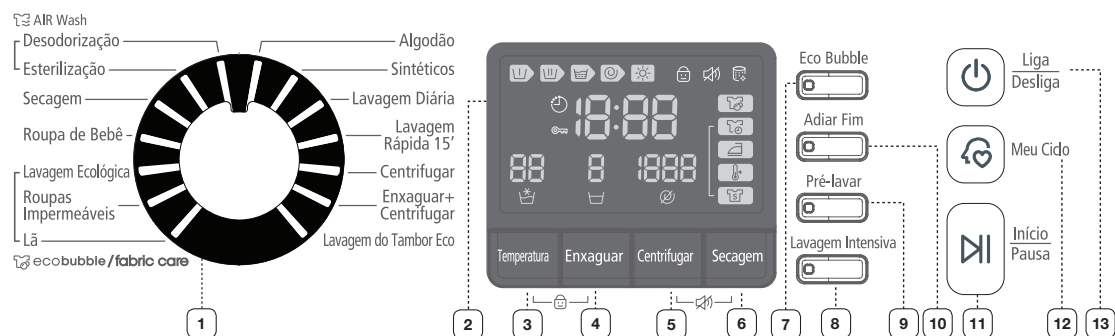 AIR Wash
Desodorização
Esterilização
Secagem
Roupa de Bebê
Lavagem Ecológica
Roupas
Impermeáveis
Lã
ecobubble/fabric care
Algodão
Sintéticos
Lavagem Diária
Lavagem
Rápida 15'
Centrifugar
Enxaguar+
Centrifugar
Lavagem do Tambor Eco
18:88
88 8 1888
Temperatura Enxaguar Centrifugar Secagem
Eco Bubble
Adiar Fim
Pré-lavar
Lavagem Intensiva
Liga
Desliga
Meu Ciclo
Início
Pausa
1 2 3 4 5 6 7 8 9 10 11 12 13